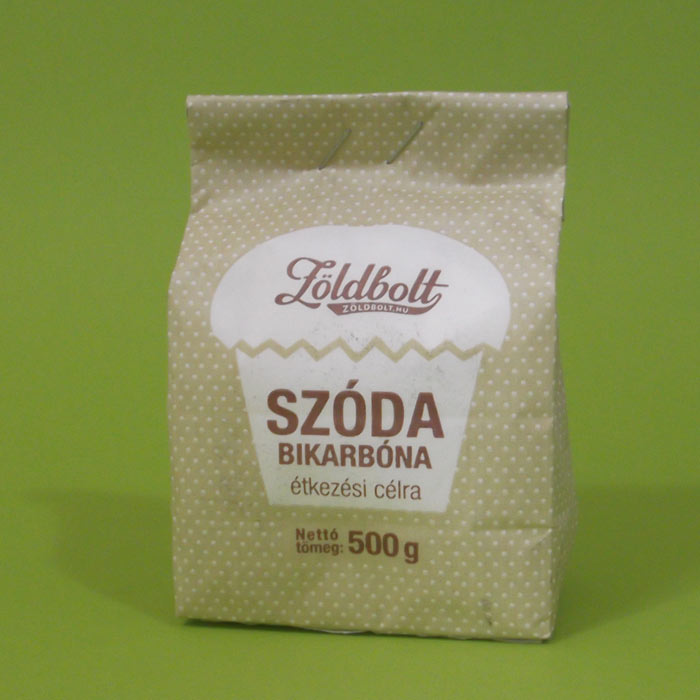 Zöldbolt
ZÖLDBOLT.HU
SZÓDA
BIKARBÓNA
étkezési célra
Nettó
tömeg: 500 g